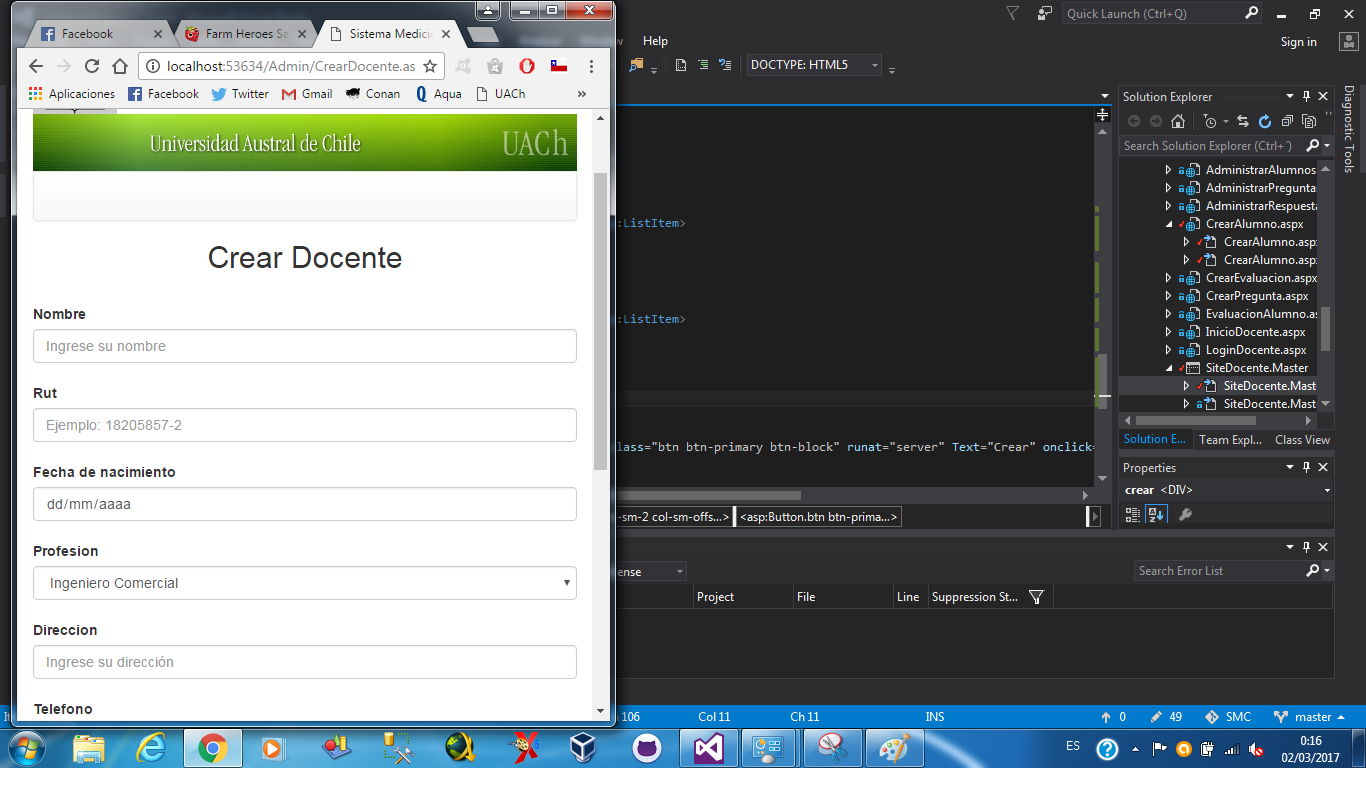 Facebook
Farm Heroes Sa
Sistema Medici
localhost:53634/Admin/CrearDocente.as
Aplicaciones
Facebook
Twitter
Gmail
Conan
Aqua
UACh
»
Universidad Austral de Chile
UACh
Crear Docente
Nombre
Ingrese su nombre
Rut
Ejemplo: 18205857-2
Fecha de nacimiento
dd/mm/aaaa
Profesion
Ingeniero Comercial
Direccion
Ingrese su dirección
Telefono
Quick Launch (Ctrl+Q)
Help
Sign in
DOCTYPE: HTML5
:ListItem>
:ListItem>
lass="btn btn-primary btn-block" runat="server" Text="Crear" onclick=
-sm-2 col-sm-offs...>
<asp:Button.btn btn-prima...>
Solution Explorer
Search Solution Explorer (Ctrl+´)
AdministrarAlumnos
AdministrarPregunta
AdministrarRespuesta
CrearAlumno.aspx
CrearAlumno.asp
CrearAlumno.asp
CrearEvaluacion.aspx
CrearPregunta.aspx
EvaluacionAlumno.as
InicioDocente.aspx
LoginDocente.aspx
SiteDocente.Master
SiteDocente.Mast
SiteDocente.Mast
Solution E...
Team Expl...
Class View
Diagnostic Tools
Properties
crear <DIV>
ense
Search Error List
Project
File
Line
Suppression St...
106
Col 11
Ch 11
INS
0
49
SMC
master
ES
0:16
02/03/2017